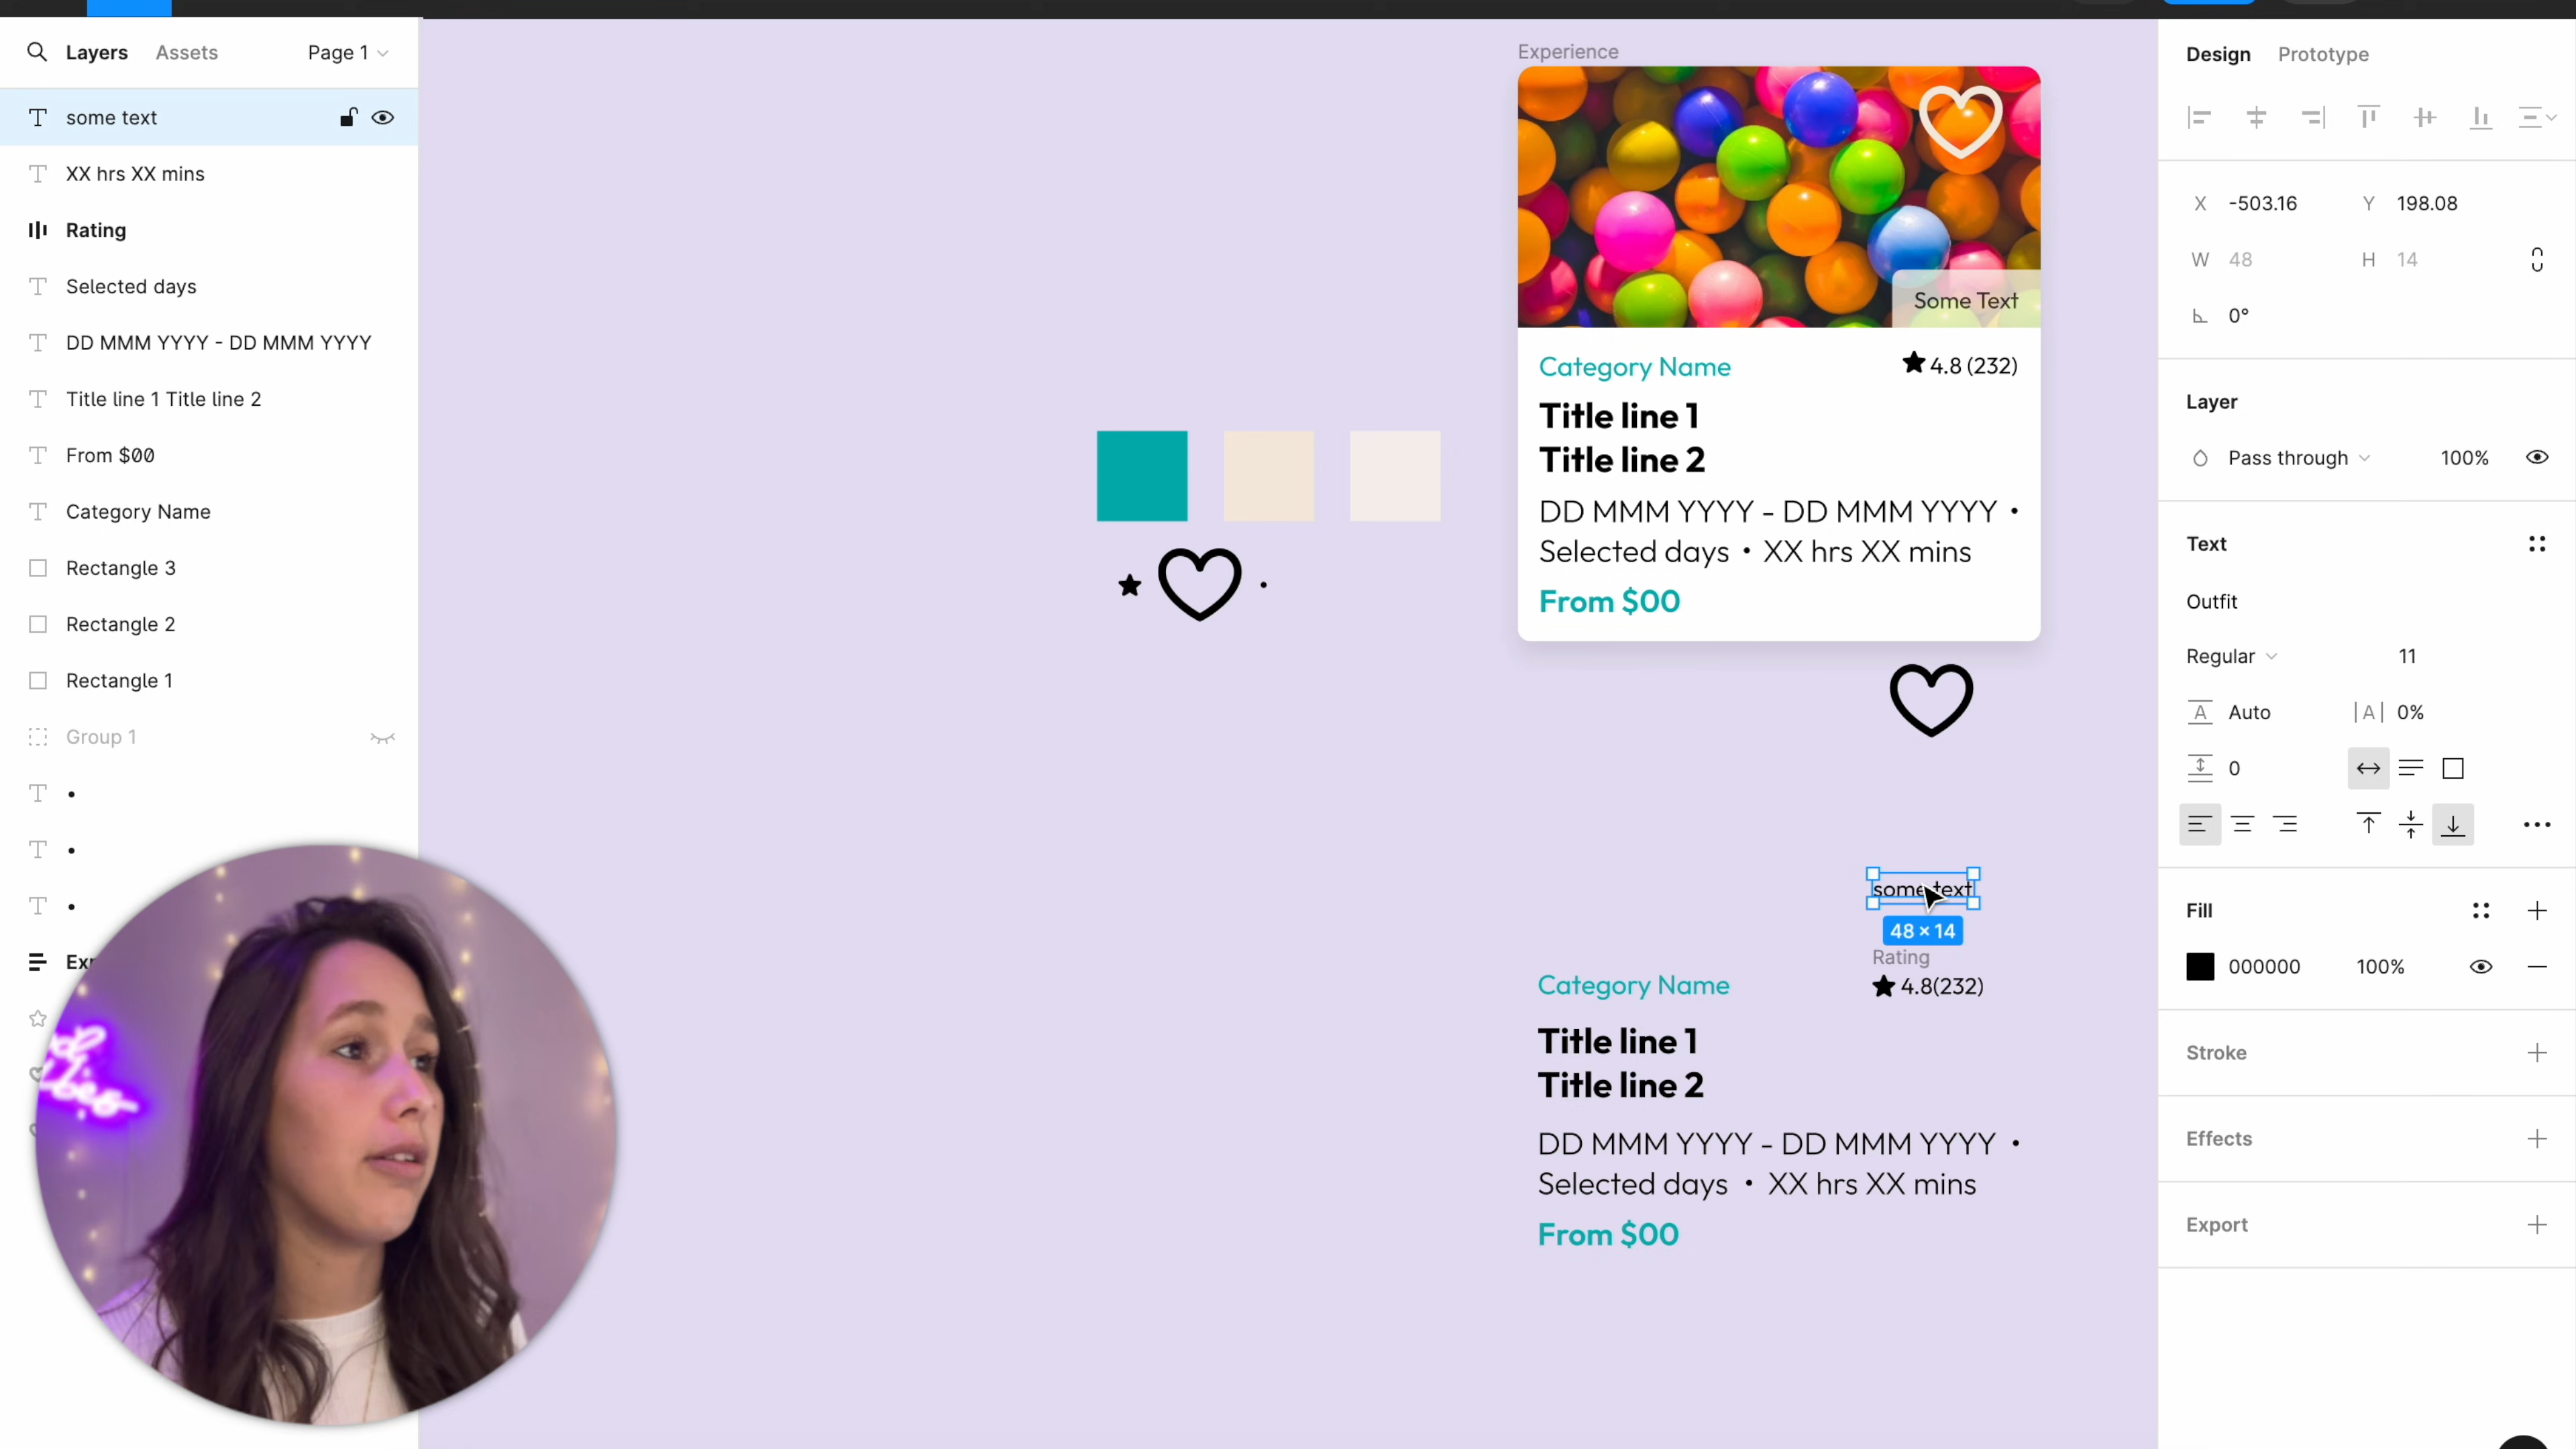 Layers Assets Page 1
some text
XX hrs XX mins
Rating
Selected days
DD MMM YYYY - DD MMM YYYY
Title line 1 Title line 2
From $00
Category Name
Rectangle 3
Rectangle 2
Rectangle 1
Group 1
•
•
•
Experience
Some Text
Category Name
4.8 (232)
Title line 1
Title line 2
DD MMM YYYY - DD MMM YYYY •
Selected days • XX hrs XX mins
From $00
some text
48 × 14
Rating
Category Name
4.8(232)
Title line 1
Title line 2
DD MMM YYYY - DD MMM YYYY •
Selected days • XX hrs XX mins
From $00
Design Prototype
X -503.16 Y 198.08
W 48 H 14
0°
Layer
Pass through 100%
Text
Outfit
Regular 11
A Auto |A| 0%
0
Fill
000000 100%
Stroke
Effects
Export